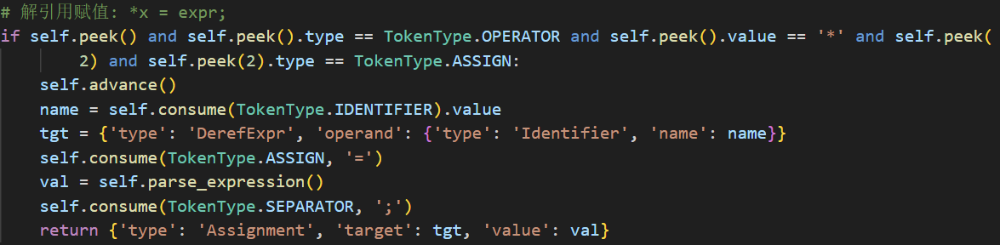 # 解引用赋值: *x = expr;
if self.peek() and self.peek().type == TokenType.OPERATOR and self.peek().value == '*' and self.peek(
2) and self.peek(2).type == TokenType.ASSIGN:
self.advance()
name = self.consume(TokenType.IDENTIFIER).value
tgt = {'type': 'DerefExpr', 'operand': {'type': 'Identifier', 'name': name}}
self.consume(TokenType.ASSIGN, '=')
val = self.parse_expression()
self.consume(TokenType.SEPARATOR, ';')
return {'type': 'Assignment', 'target': tgt, 'value': val}